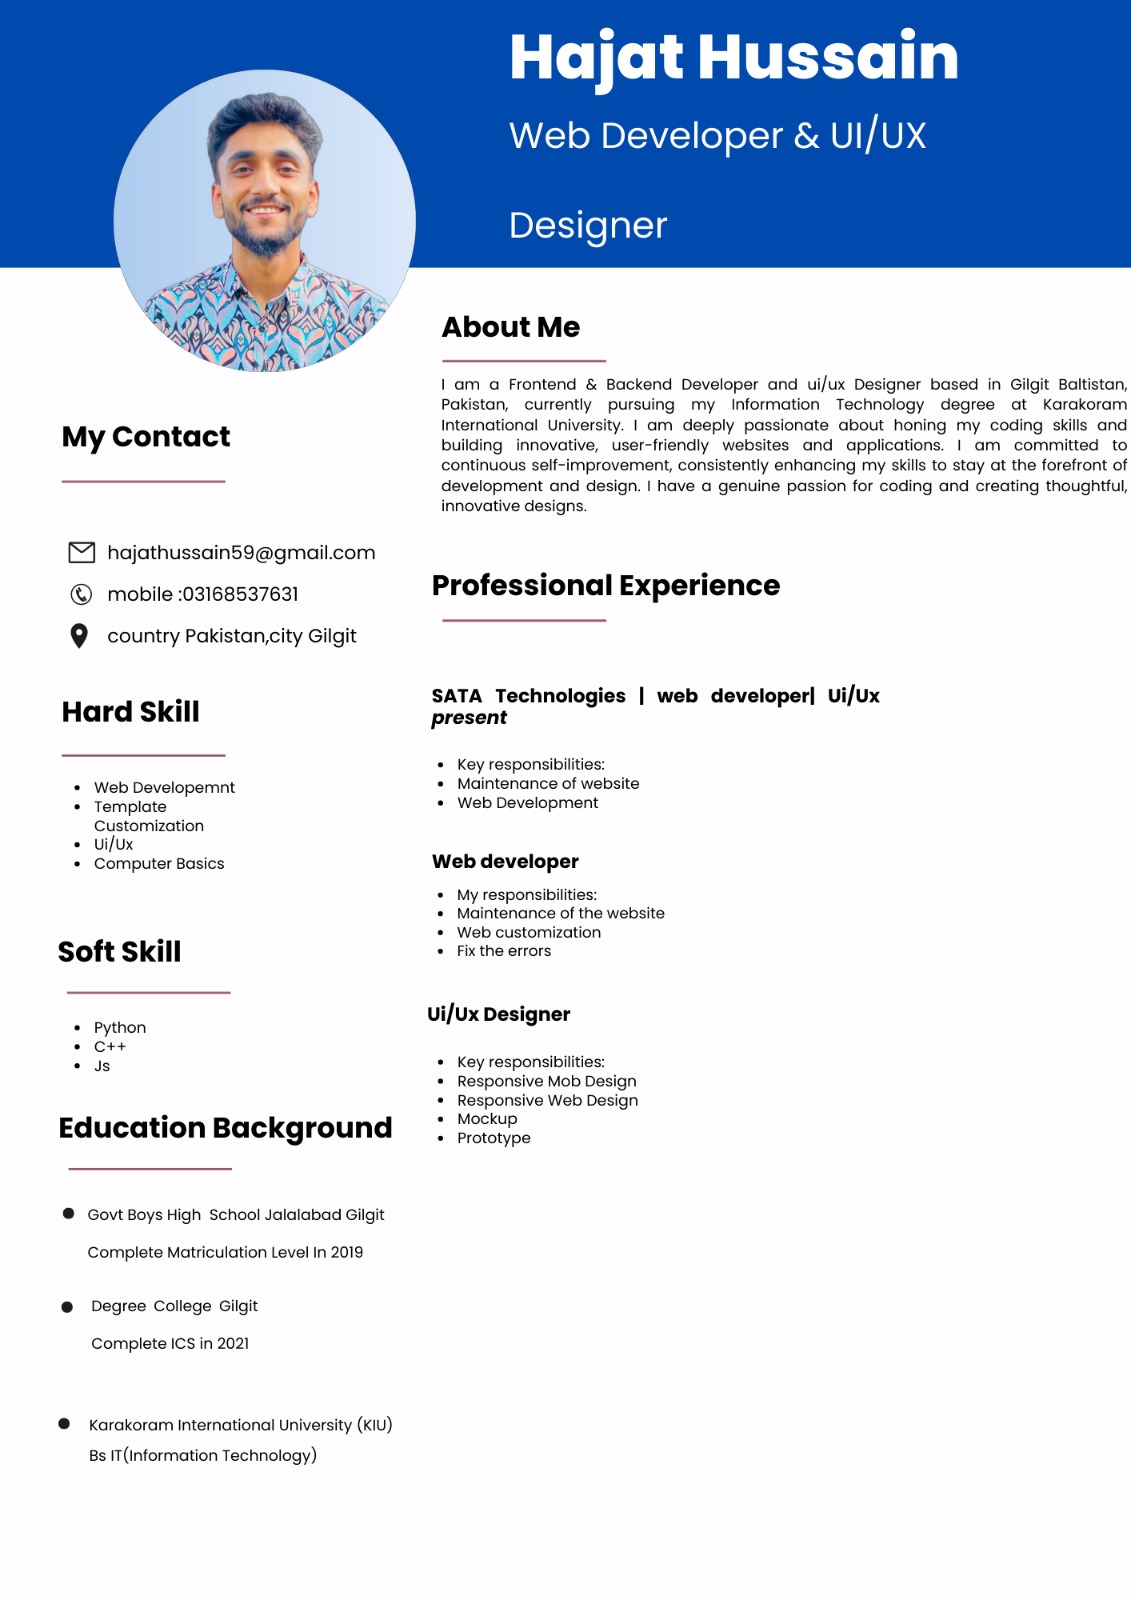 Hajat Hussain
Web Developer & UI/UX
Designer
About Me
I am a Frontend & Backend Developer and ui/ux Designer based in Gilgit Baltistan,
Pakistan, currently pursuing my Information Technology degree at Karakoram
International University. I am deeply passionate about honing my coding skills and
building innovative, user-friendly websites and applications. I am committed to
continuous self-improvement, consistently enhancing my skills to stay at the forefront of
development and design. I have a genuine passion for coding and creating thoughtful,
innovative designs.
My Contact
hajathussain59@gmail.com
mobile :03168537631
country Pakistan,city Gilgit
Hard Skill
• Web Developemnt
• Template
Customization
• Ui/Ux
• Computer Basics
Soft Skill
• Python
• C++
• Js
Education Background
• Govt Boys High School Jalalabad Gilgit
Complete Matriculation Level In 2019
• Degree College Gilgit
Complete ICS in 2021
• Karakoram International University (KIU)
Bs IT(Information Technology)
Professional Experience
SATA Technologies | web developer| Ui/Ux
present
• Key responsibilities:
• Maintenance of website
• Web Development
Web developer
• My responsibilities:
• Maintenance of the website
• Web customization
• Fix the errors
Ui/Ux Designer
• Key responsibilities:
• Responsive Mob Design
• Responsive Web Design
• Mockup
• Prototype